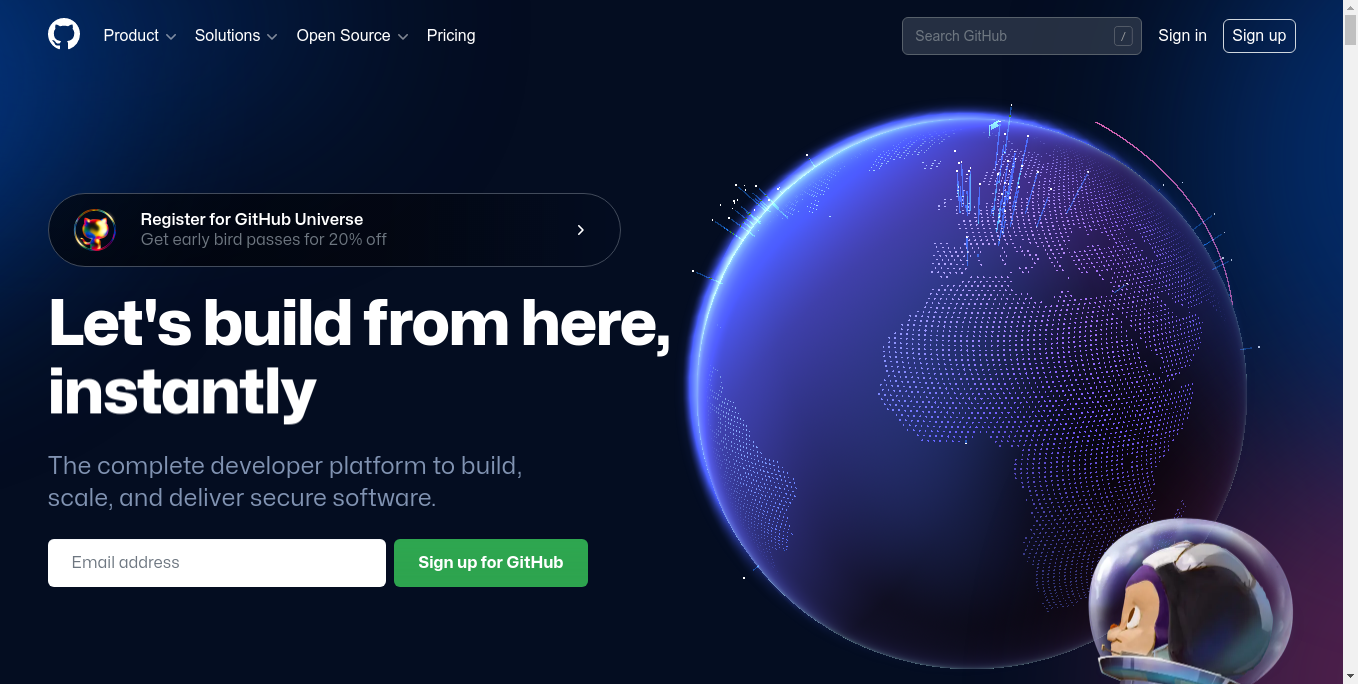 Product
Solutions
Open Source
Pricing
Search GitHub
/
Sign in
Sign up
Register for GitHub Universe
Get early bird passes for 20% off
Let's build from here,
instantly
The complete developer platform to build,
scale, and deliver secure software.
Email address
Sign up for GitHub